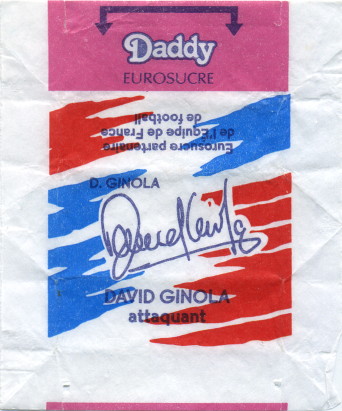 Daddy
EUROSUCRE
Eurosucre partenaire
de l'Equipe de France
de football
D. GINOLA
DAVID GINOLA
attaquant